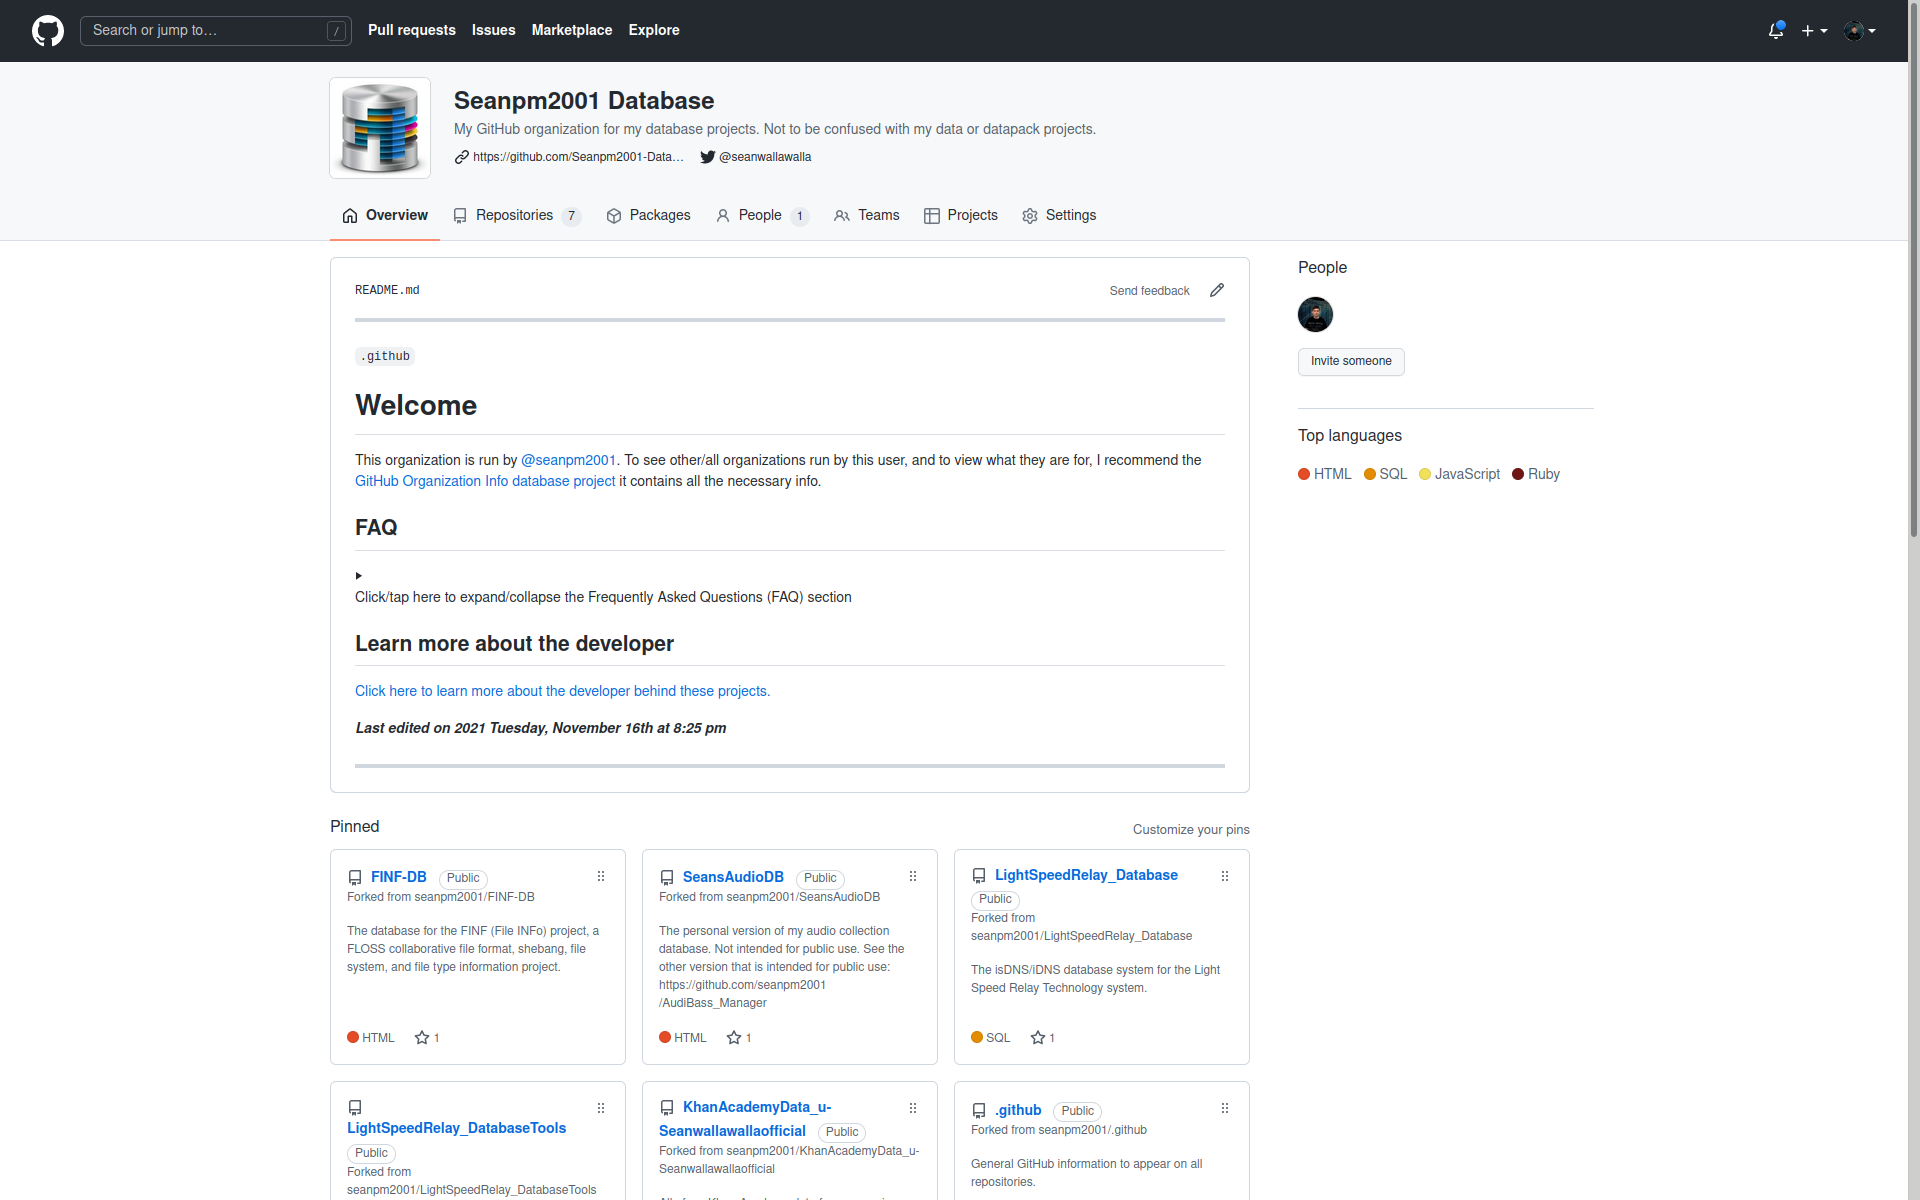 Search or jump to…
/
Pull requests
Issues
Marketplace
Explore
Seanpm2001 Database
My GitHub organization for my database projects. Not to be confused with my data or datapack projects.
https://github.com/Seanpm2001-Data…
@seanwallawalla
Overview
Repositories 7
Packages
People 1
Teams
Projects
Settings
README.md
Send feedback
.github
Welcome
This organization is run by @seanpm2001. To see other/all organizations run by this user, and to view what they are for, I recommend the
GitHub Organization Info database project it contains all the necessary info.
FAQ
Click/tap here to expand/collapse the Frequently Asked Questions (FAQ) section
Learn more about the developer
Click here to learn more about the developer behind these projects.
Last edited on 2021 Tuesday, November 16th at 8:25 pm
People
Invite someone
Top languages
HTML SQL JavaScript Ruby
Pinned
Customize your pins
FINF-DB Public
Forked from seanpm2001/FINF-DB
The database for the FINF (File INFo) project, a
FLOSS collaborative file format, shebang, file
system, and file type information project.
HTML 1
SeansAudioDB Public
Forked from seanpm2001/SeansAudioDB
The personal version of my audio collection
database. Not intended for public use. See the
other version that is intended for public use:
https://github.com/seanpm2001
/AudiBass_Manager
HTML 1
LightSpeedRelay_Database
Public
Forked from
seanpm2001/LightSpeedRelay_Database
The isDNS/iDNS database system for the Light
Speed Relay Technology system.
SQL 1
LightSpeedRelay_DatabaseTools
Public
Forked from
seanpm2001/LightSpeedRelay_DatabaseTools
KhanAcademyData_u-
Seanwallawallaofficial Public
Forked from seanpm2001/KhanAcademyData_u-
Seanwallawallaofficial
.github Public
Forked from seanpm2001/.github
General GitHub information to appear on all
repositories.